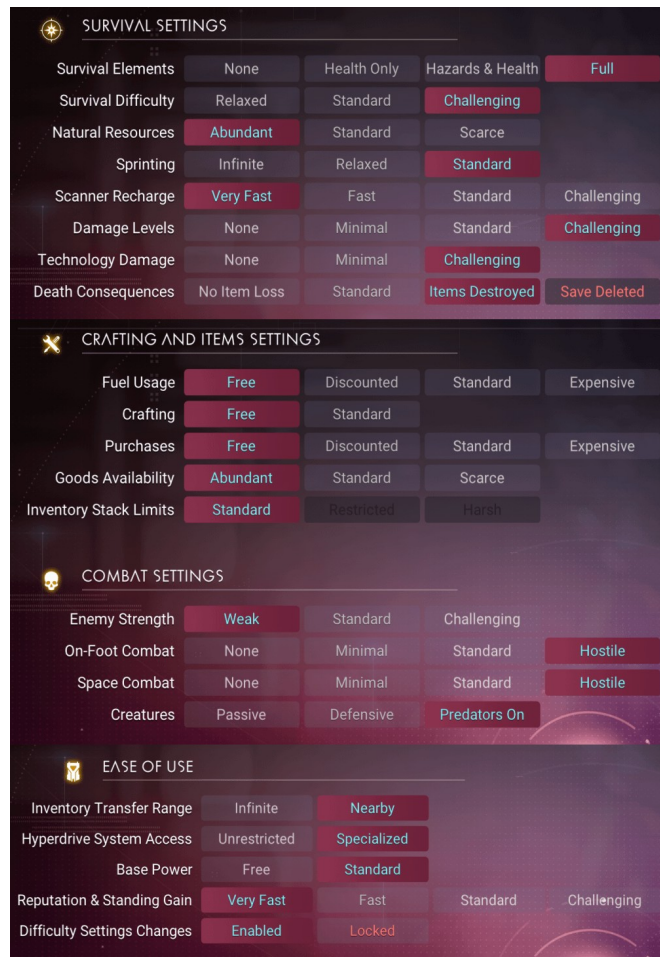 SURVIVAL SETTINGS
Survival Elements None Health Only Hazards & Health Full
Survival Difficulty Relaxed Standard Challenging
Natural Resources Abundant Standard Scarce
Sprinting Infinite Relaxed Standard
Scanner Recharge Very Fast Fast Standard Challenging
Damage Levels None Minimal Standard Challenging
Technology Damage None Minimal Challenging
Death Consequences No Item Loss Standard Items Destroyed Save Deleted
CRAFTING AND ITEMS SETTINGS
Fuel Usage Free Discounted Standard Expensive
Crafting Free Standard
Purchases Free Discounted Standard Expensive
Goods Availability Abundant Standard Scarce
Inventory Stack Limits Standard Restricted Harsh
COMBAT SETTINGS
Enemy Strength Weak Standard Challenging
On-Foot Combat None Minimal Standard Hostile
Space Combat None Minimal Standard Hostile
Creatures Passive Defensive Predators On
EASE OF USE
Inventory Transfer Range Infinite Nearby
Hyperdrive System Access Unrestricted Specialized
Base Power Free Standard
Reputation & Standing Gain Very Fast Fast Standard Challenging
Difficulty Settings Changes Enabled Locked